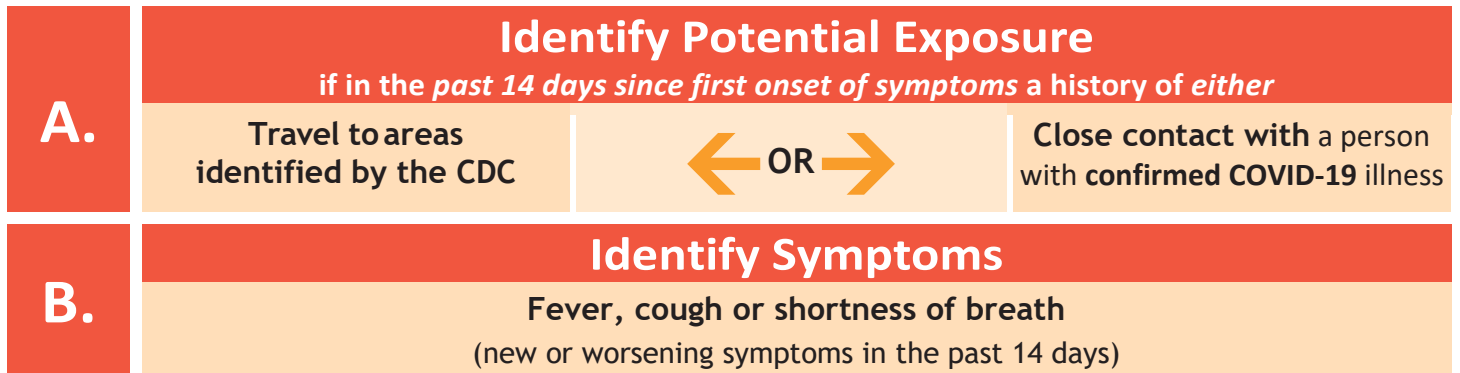 A.
Identify Potential Exposure
if in the past 14 days since first onset of symptoms a history of either
Travel to areas
identified by the CDC
OR
Close contact with a person
with confirmed COVID-19 illness
B.
Identify Symptoms
Fever, cough or shortness of breath
(new or worsening symptoms in the past 14 days)